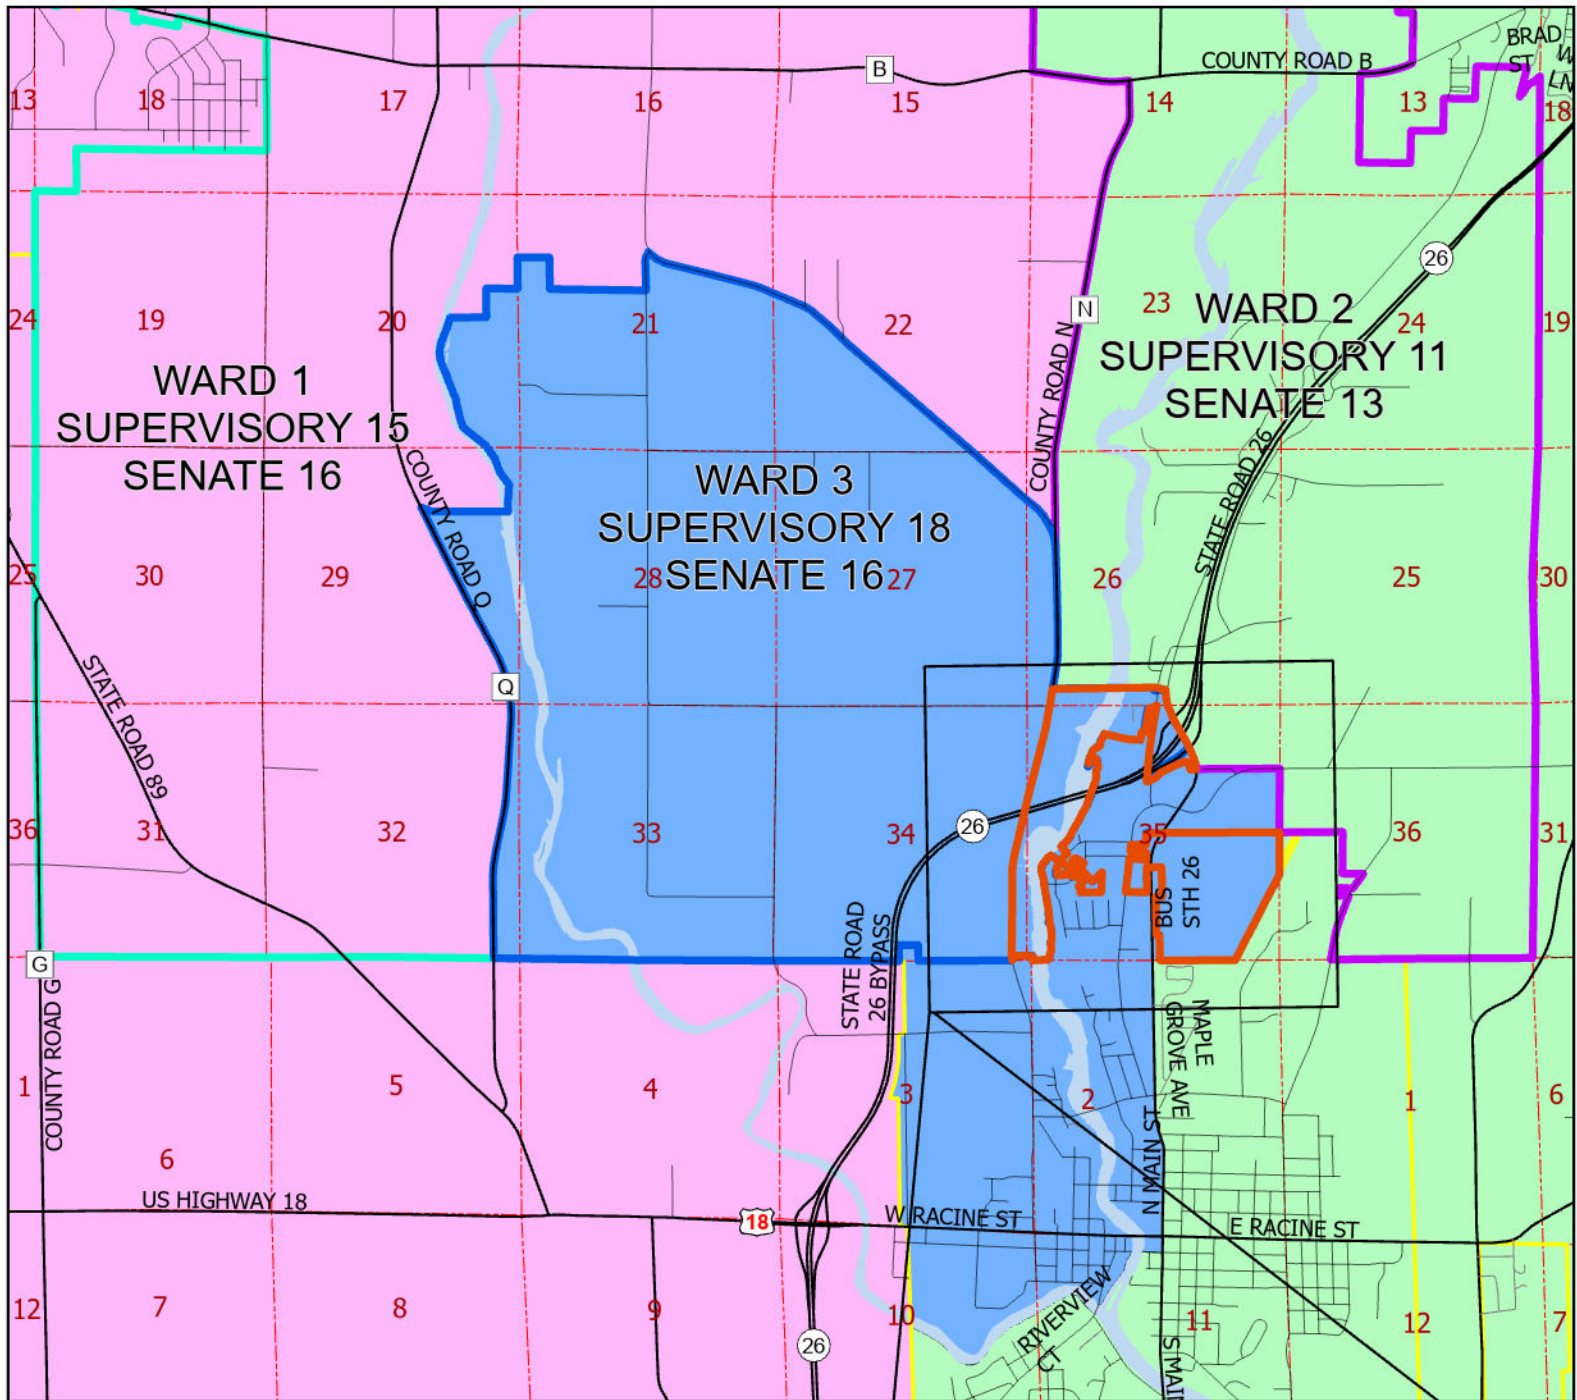 BRAD
ST
W
LN
COUNTY ROAD B
B
13
18
17
16
15
14
13
18
26
24
19
20
21
22
23
24
19
N
COUNTY ROAD N
WARD 1
SUPERVISORY 15
SENATE 16
WARD 2
SUPERVISORY 11
SENATE 13
WARD 3
SUPERVISORY 18
SENATE 16
COUNTY ROAD Q
STATE ROAD 26
25
30
29
28
27
26
25
30
Q
STATE ROAD 89
36
31
32
33
34
26
35
36
31
BUS
STH 26
STATE ROAD
26 BYPASS
G
COUNTY ROAD G
MAPLE
GROVE AVE
1
6
5
4
3
2
1
6
N MAIN ST
US HIGHWAY 18
18
W RACINE ST
E RACINE ST
12
7
8
9
10
11
12
7
RIVERVIEW
CT
26
S MAI